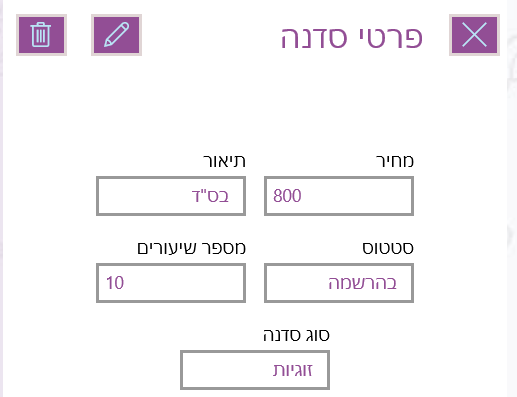 פרטי סדנה
מחיר
תיאור
800
בס"ד
סטטוס
מספר שיעורים
בהרשמה
10
סוג סדנה
זוגיות